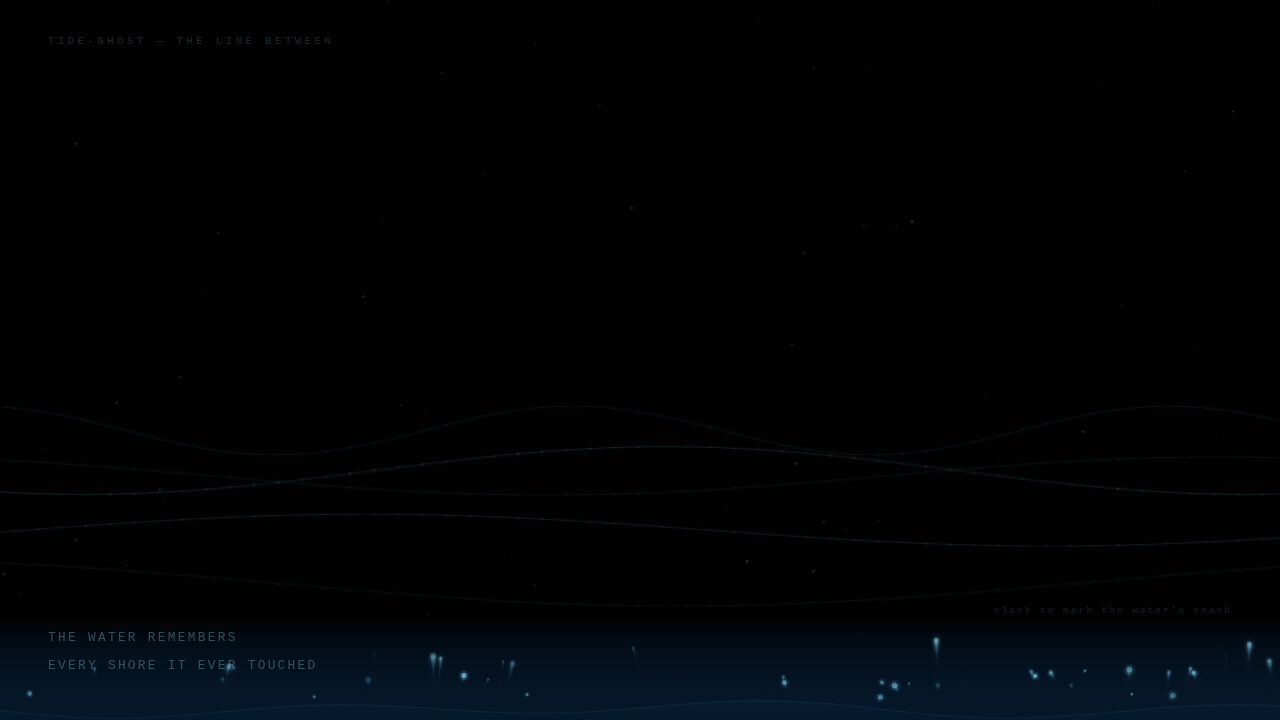 TIDE-GHOST — THE LINE BETWEEN
click to mark the water's reach
THE WATER REMEMBERS
EVERY SHORE IT EVER TOUCHED